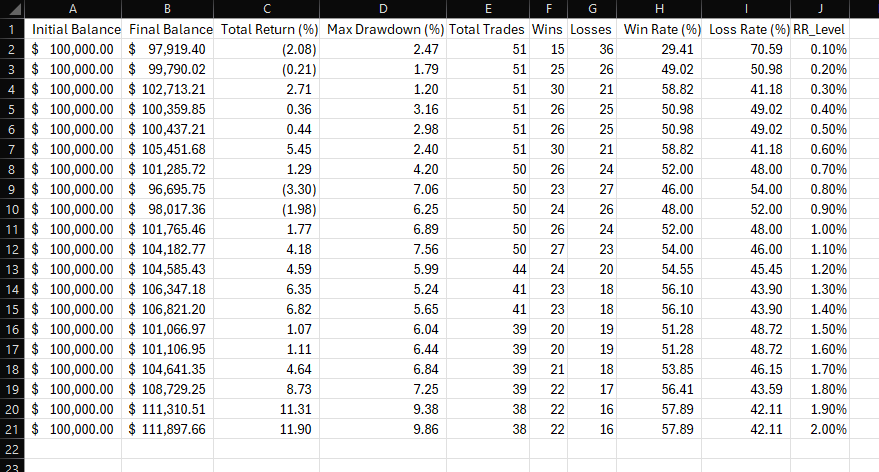 A B C D E F G H I J
1 Initial Balance Final Balance Total Return (%) Max Drawdown (%) Total Trades Wins Losses Win Rate (%) Loss Rate (%) RR_Level
2 $ 100,000.00 $ 97,919.40 (2.08) 2.47 51 15 36 29.41 70.59 0.10%
3 $ 100,000.00 $ 99,790.02 (0.21) 1.79 51 25 26 49.02 50.98 0.20%
4 $ 100,000.00 $ 102,713.21 2.71 1.20 51 30 21 58.82 41.18 0.30%
5 $ 100,000.00 $ 100,359.85 0.36 3.16 51 26 25 50.98 49.02 0.40%
6 $ 100,000.00 $ 100,437.21 0.44 2.98 51 26 25 50.98 49.02 0.50%
7 $ 100,000.00 $ 105,451.68 5.45 2.40 51 30 21 58.82 41.18 0.60%
8 $ 100,000.00 $ 101,285.72 1.29 4.20 50 26 24 52.00 48.00 0.70%
9 $ 100,000.00 $ 96,695.75 (3.30) 7.06 50 23 27 46.00 54.00 0.80%
10 $ 100,000.00 $ 98,017.36 (1.98) 6.25 50 24 26 48.00 52.00 0.90%
11 $ 100,000.00 $ 101,765.46 1.77 6.89 50 26 24 52.00 48.00 1.00%
12 $ 100,000.00 $ 104,182.77 4.18 7.56 50 27 23 54.00 46.00 1.10%
13 $ 100,000.00 $ 104,585.43 4.59 5.99 44 24 20 54.55 45.45 1.20%
14 $ 100,000.00 $ 106,347.18 6.35 5.24 41 23 18 56.10 43.90 1.30%
15 $ 100,000.00 $ 106,821.20 6.82 5.65 41 23 18 56.10 43.90 1.40%
16 $ 100,000.00 $ 101,066.97 1.07 6.04 39 20 19 51.28 48.72 1.50%
17 $ 100,000.00 $ 101,106.95 1.11 6.44 39 20 19 51.28 48.72 1.60%
18 $ 100,000.00 $ 104,641.35 4.64 6.84 39 21 18 53.85 46.15 1.70%
19 $ 100,000.00 $ 108,729.25 8.73 7.25 39 22 17 56.41 43.59 1.80%
20 $ 100,000.00 $ 111,310.51 11.31 9.38 38 22 16 57.89 42.11 1.90%
21 $ 100,000.00 $ 111,897.66 11.90 9.86 38 22 16 57.89 42.11 2.00%
22
23